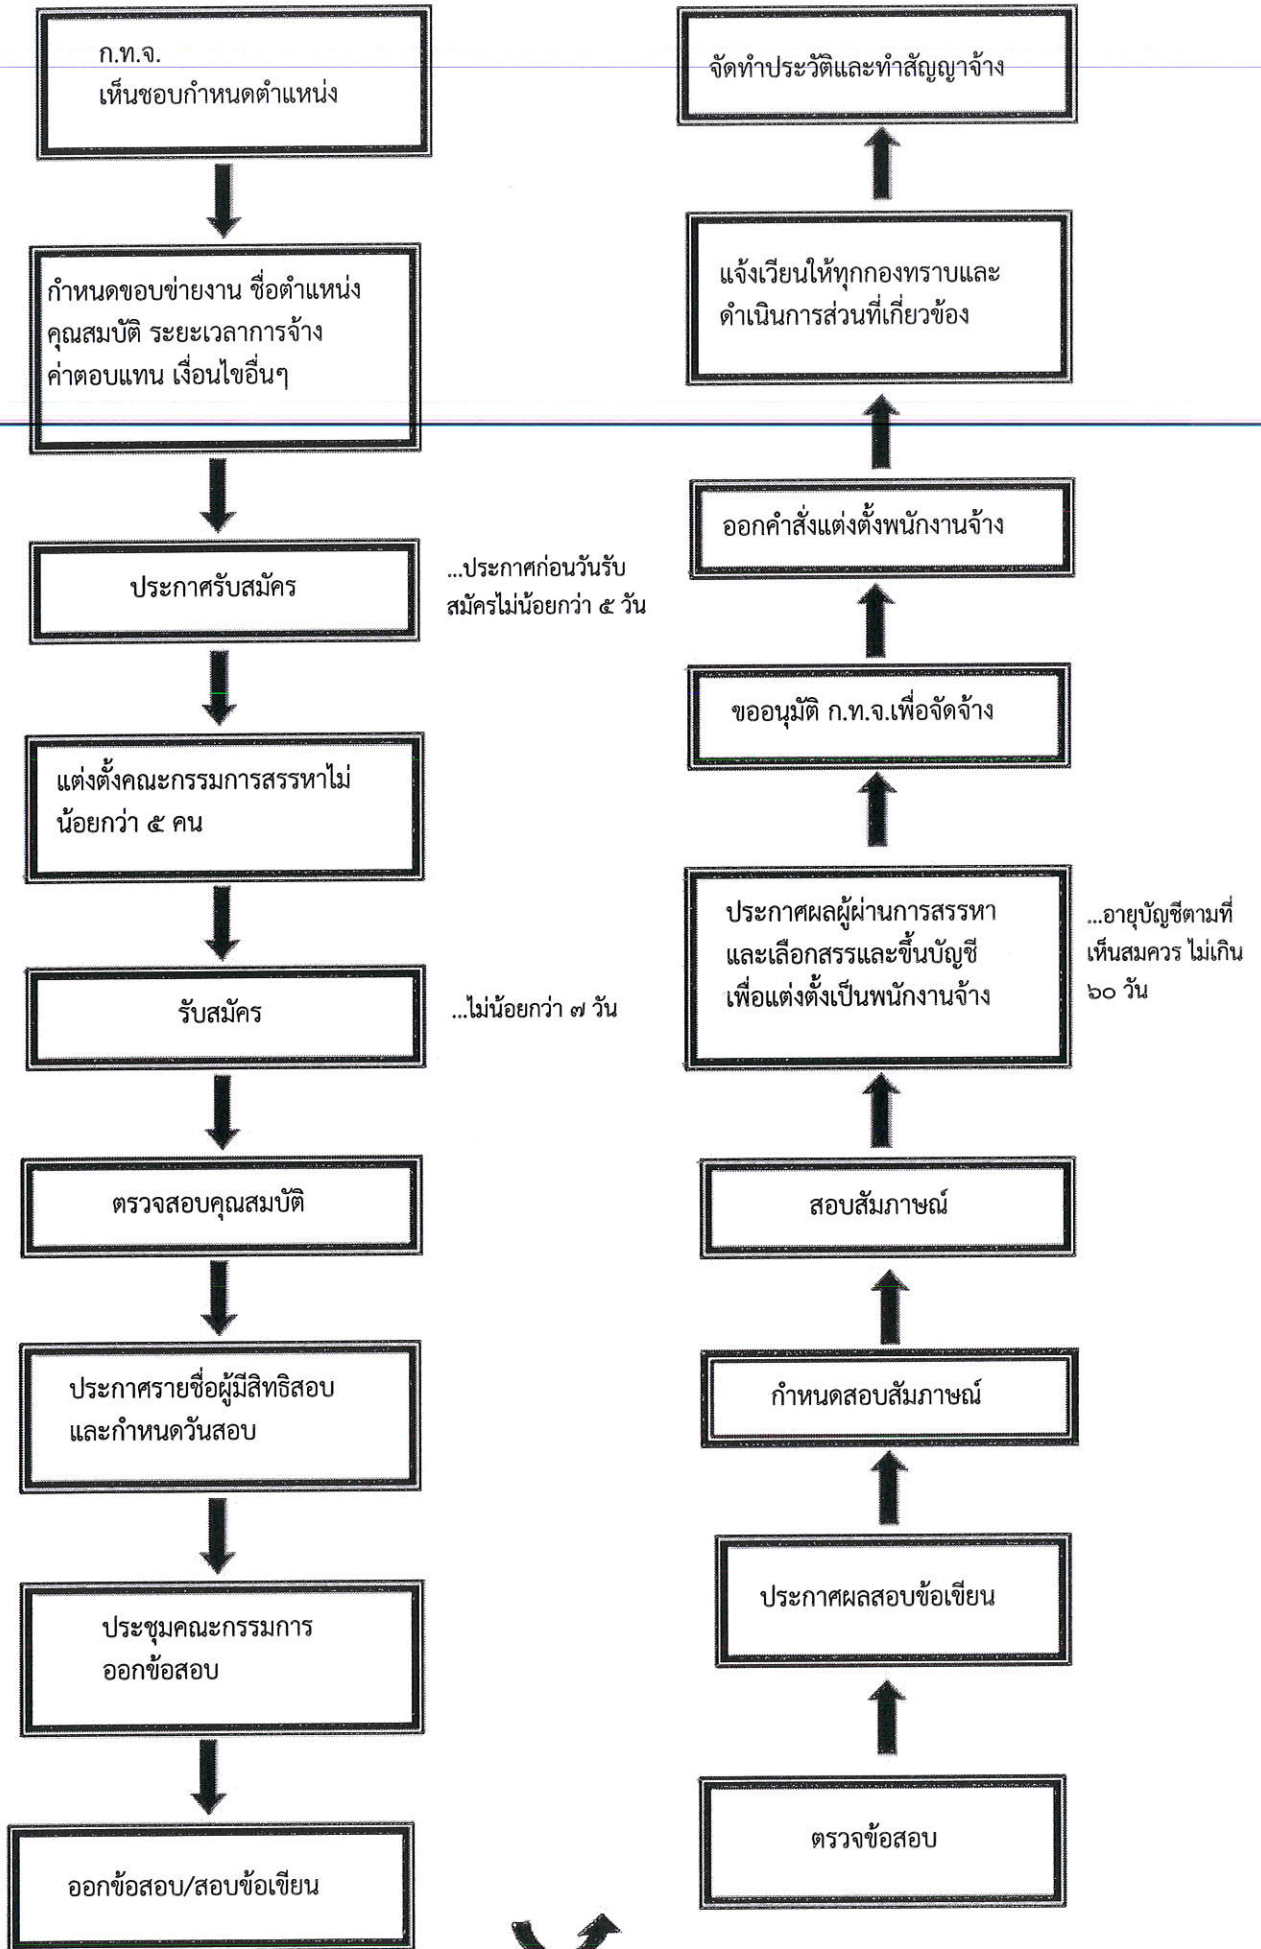 ก.ท.จ.
เห็นชอบกำหนดตำแหน่ง
กำหนดขอบข่ายงาน ชื่อตำแหน่ง
คุณสมบัติ ระยะเวลาการจ้าง
ค่าตอบแทน เงื่อนไขอื่นๆ
ประกาศรับสมัคร
...ประกาศก่อนวันรับ
สมัครไม่น้อยกว่า ๕ วัน
แต่งตั้งคณะกรรมการสรรหาไม่
น้อยกว่า ๕ คน
รับสมัคร
...ไม่น้อยกว่า ๗ วัน
ตรวจสอบคุณสมบัติ
ประกาศรายชื่อผู้มีสิทธิสอบ
และกำหนดวันสอบ
ประชุมคณะกรรมการ
ออกข้อสอบ
ออกข้อสอบ/สอบข้อเขียน
ตรวจข้อสอบ
ประกาศผลสอบข้อเขียน
กำหนดสอบสัมภาษณ์
สอบสัมภาษณ์
ประกาศผลผู้ผ่านการสรรหา
และเลือกสรรและขึ้นบัญชี
เพื่อแต่งตั้งเป็นพนักงานจ้าง
...อายุบัญชีตามที่
เห็นสมควร ไม่เกิน
๖๐ วัน
ขออนุมัติ ก.ท.จ.เพื่อจัดจ้าง
ออกคำสั่งแต่งตั้งพนักงานจ้าง
แจ้งเวียนให้ทุกกองทราบและ
ดำเนินการส่วนที่เกี่ยวข้อง
จัดทำประวัติและทำสัญญาจ้าง